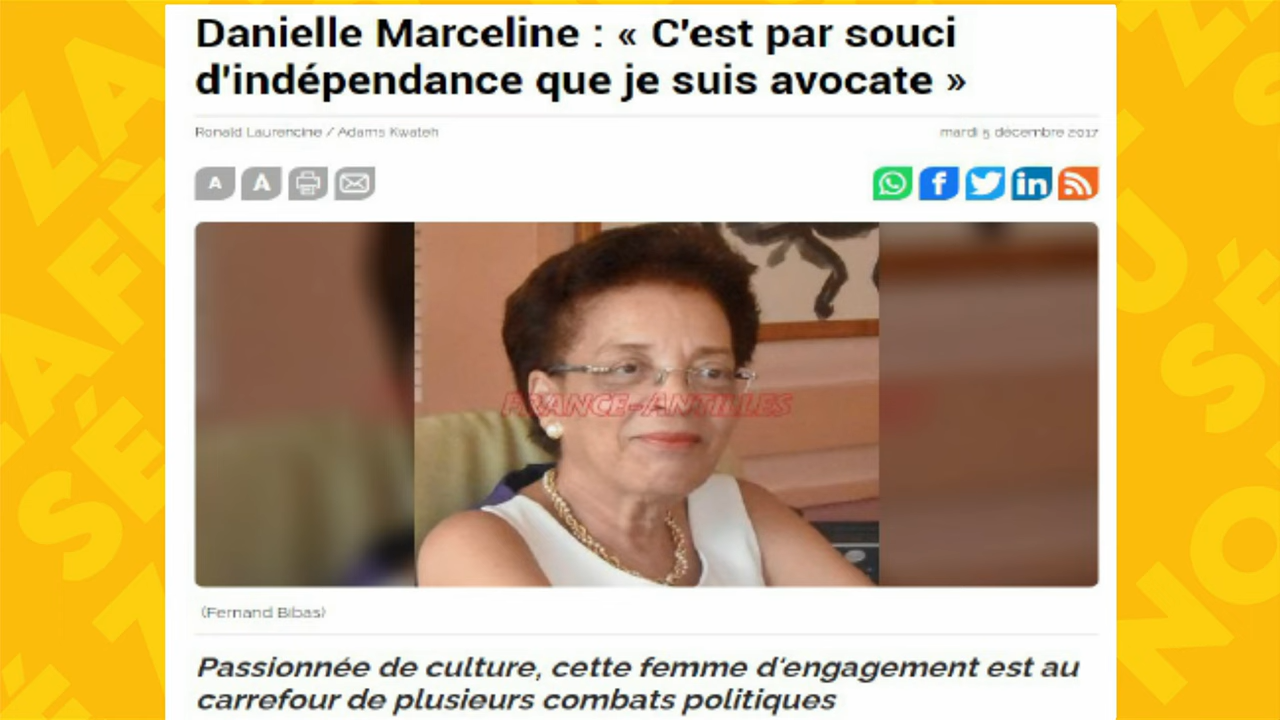 Danielle Marceline : « C'est par souci
d'indépendance que je suis avocate »
Ronald Laurencine / Adams Kwateh
mardi 5 décembre 2017
A A
FRANCE-ANTILLES
(Fernand Bibas)
Passionnée de culture, cette femme d'engagement est au
carrefour de plusieurs combats politiques